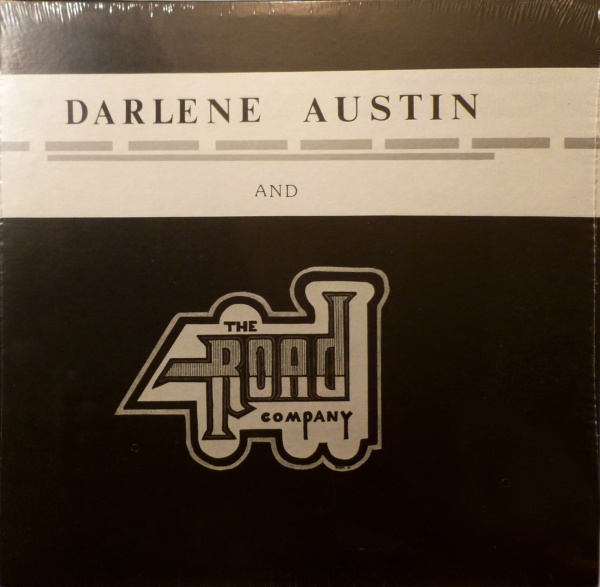 DARLENE AUSTIN
AND
THE
ROAD
COMPANY